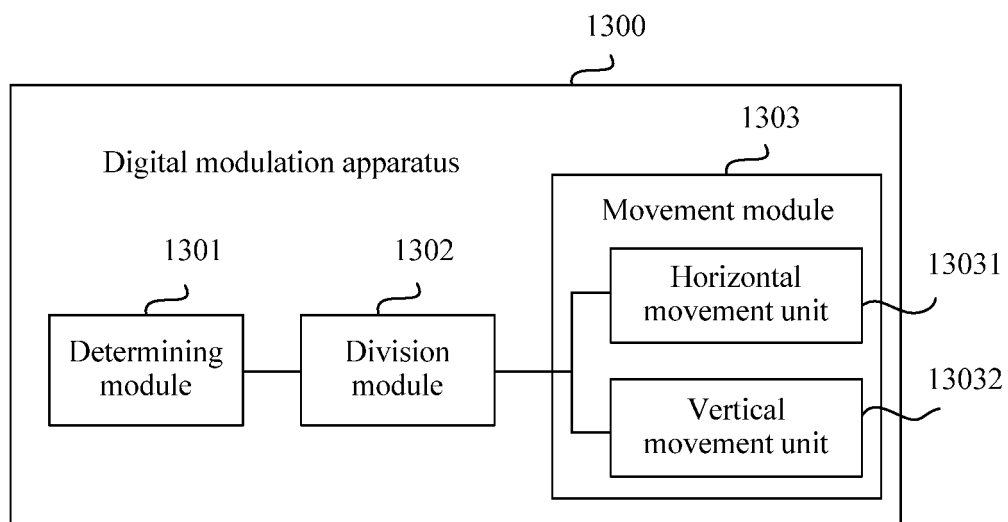 1300
1303
Digital modulation apparatus
Movement module
1301
1302
Horizontal
movement unit
13031
Determining
module
Division
module
Vertical
movement unit
13032